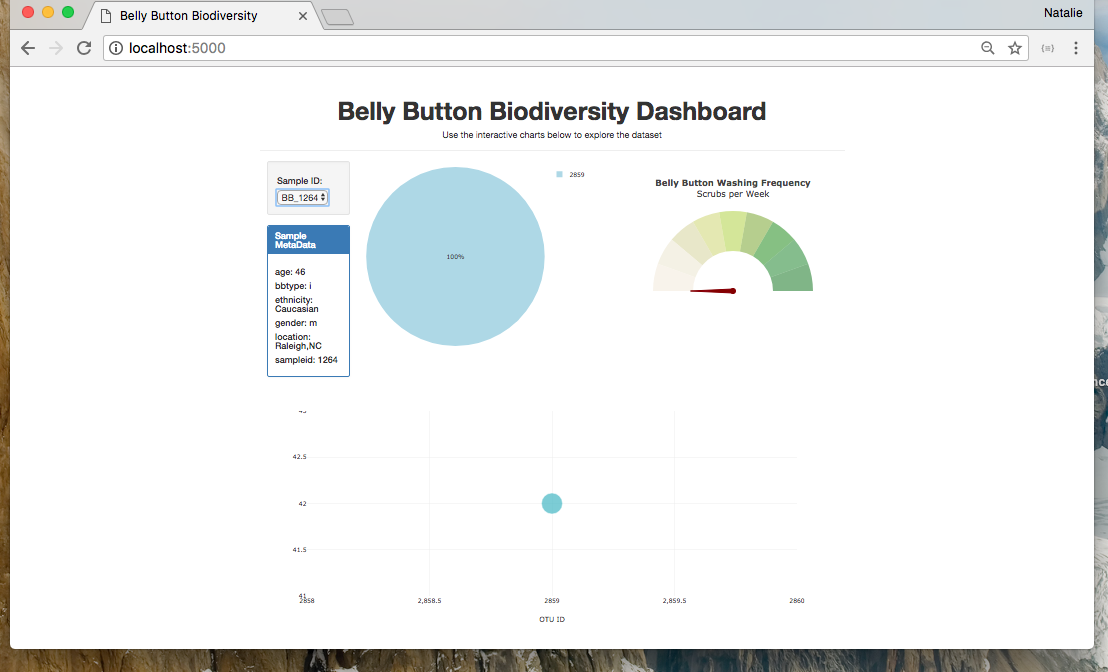 Belly Button Biodiversity
Natalie
localhost:5000
Belly Button Biodiversity Dashboard
Use the interactive charts below to explore the dataset
Sample ID:
BB_1264
Sample
MetaData
age: 46
bbtype: i
ethnicity:
Caucasian
gender: m
location:
Raleigh,NC
sampleid: 1264
100%
2859
Belly Button Washing Frequency
Scrubs per Week
42.5
42
41.5
41
2858
2,858.5
2859
2,859.5
2860
OTU ID